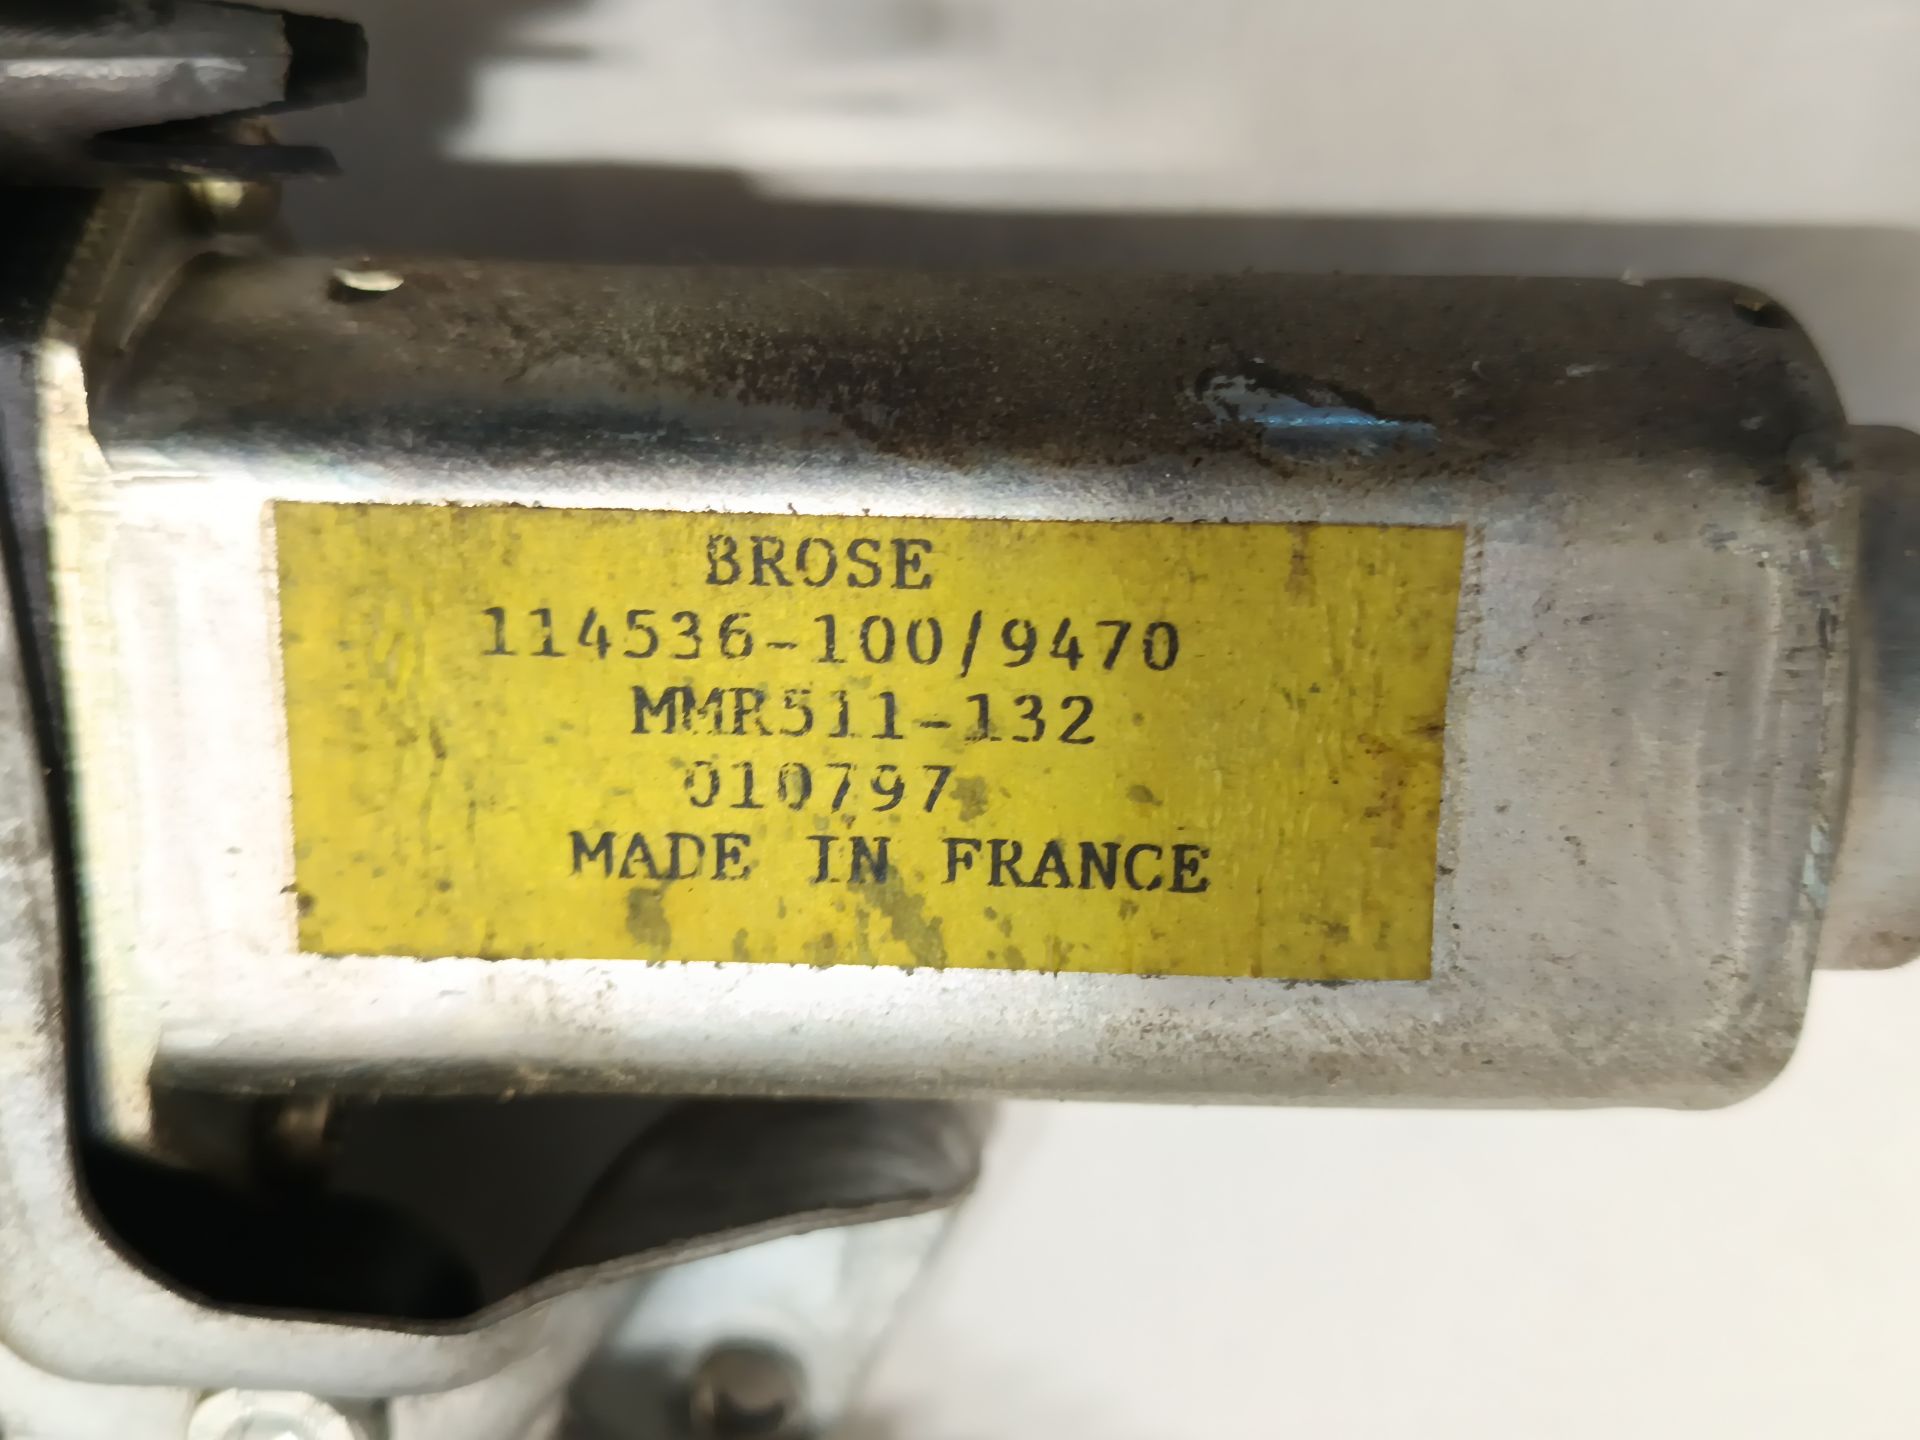 BROSE
114536-100/9470
MMR511-132
010797
MADE IN FRANCE